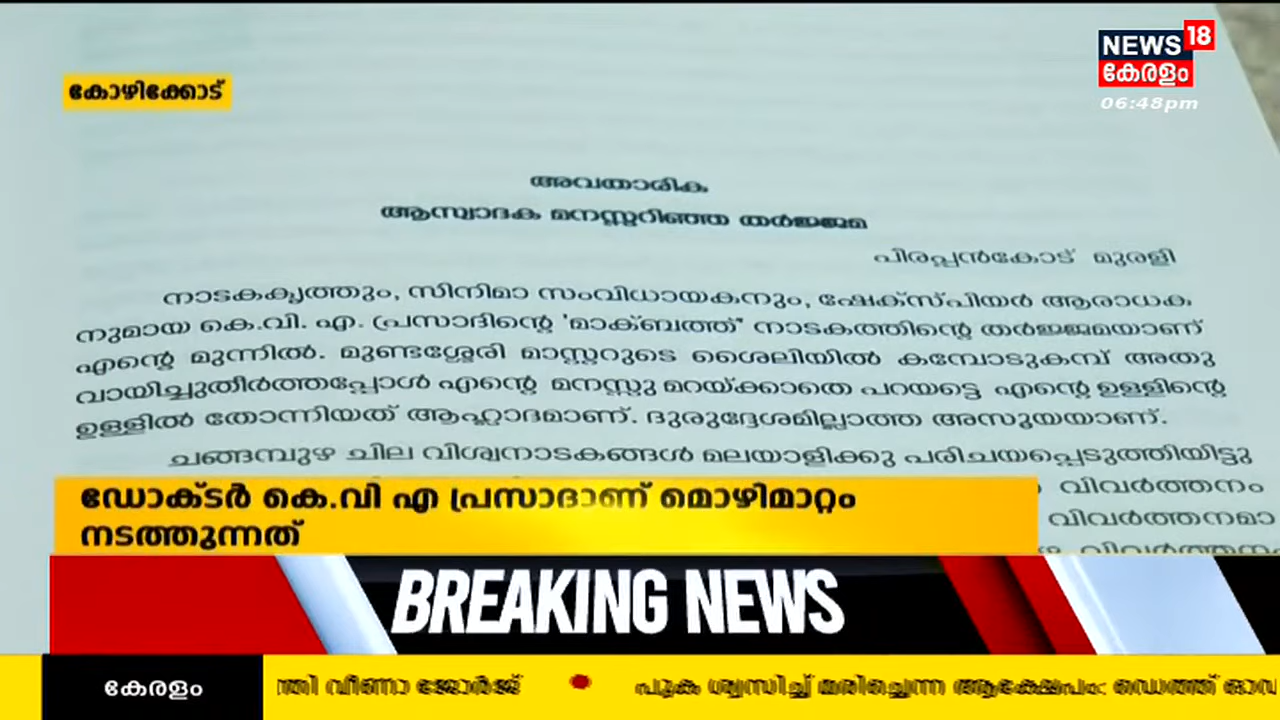 NEWS 18
കേരളം
06:48pm
കോഴിക്കോട്
അവതാരിക
ആസ്വാദക മനസ്സറിഞ്ഞ തർജ്ജമ
പിരപ്പൻകോട് മുരളി
നാടകകൃത്തും, സിനിമാ സംവിധായകനും, ഷേക്സ്പിയർ ആരാധക
നുമായ കെ.വി. എ. പ്രസാദിന്റെ 'മാക്ബത്ത്' നാടകത്തിന്റെ തർജ്ജമയാണ്
എന്റെ മുന്നിൽ. മുണ്ടശ്ശേരി മാസ്റ്ററുടെ ശൈലിയിൽ കമ്പോടുകമ്പ് അതു
വായിച്ചുതീർത്തപ്പോൾ എന്റെ മനസ്സു മറയ്ക്കാതെ പറയട്ടെ എന്റെ ഉള്ളിന്റെ
ഉള്ളിൽ തോന്നിയത് ആഹ്ലാദമാണ്. ദുരുദ്ദേശമില്ലാത്ത അസൂയയാണ്.
ചങ്ങമ്പുഴ ചില വിശ്വനാടകങ്ങൾ മലയാളിക്കു പരിചയപ്പെടുത്തിയിട്ടു
വിവർത്തനം
വിവർത്തനമാ
ഡോക്ടർ കെ.വി എ പ്രസാദാണ് മൊഴിമാറ്റം
നടത്തുന്നത്
BREAKING NEWS
കേരളം
ന്ത്രി വീണാ ജോർജ് • പുക ശ്വസിച്ച് മരിച്ചെന്ന ആക്ഷേപം: